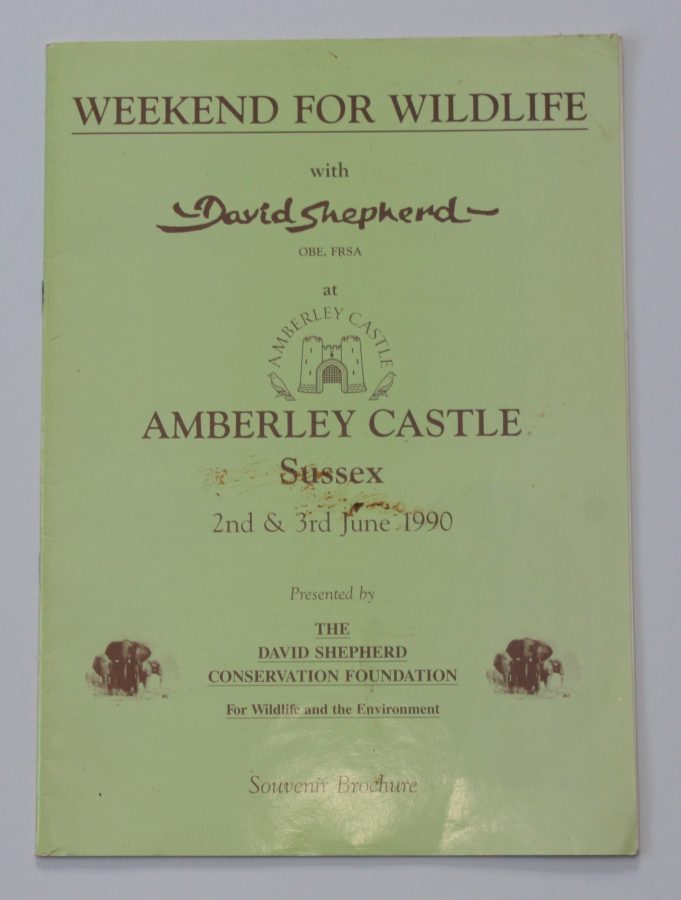 WEEKEND FOR WILDLIFE
with
David Shepherd
OBE, FRSA
at
AMBERLEY CASTLE
AMBERLEY CASTLE
Sussex
2nd & 3rd June 1990
Presented by
THE
DAVID SHEPHERD
CONSERVATION FOUNDATION
For Wildlife and the Environment
Souvenir Brochure